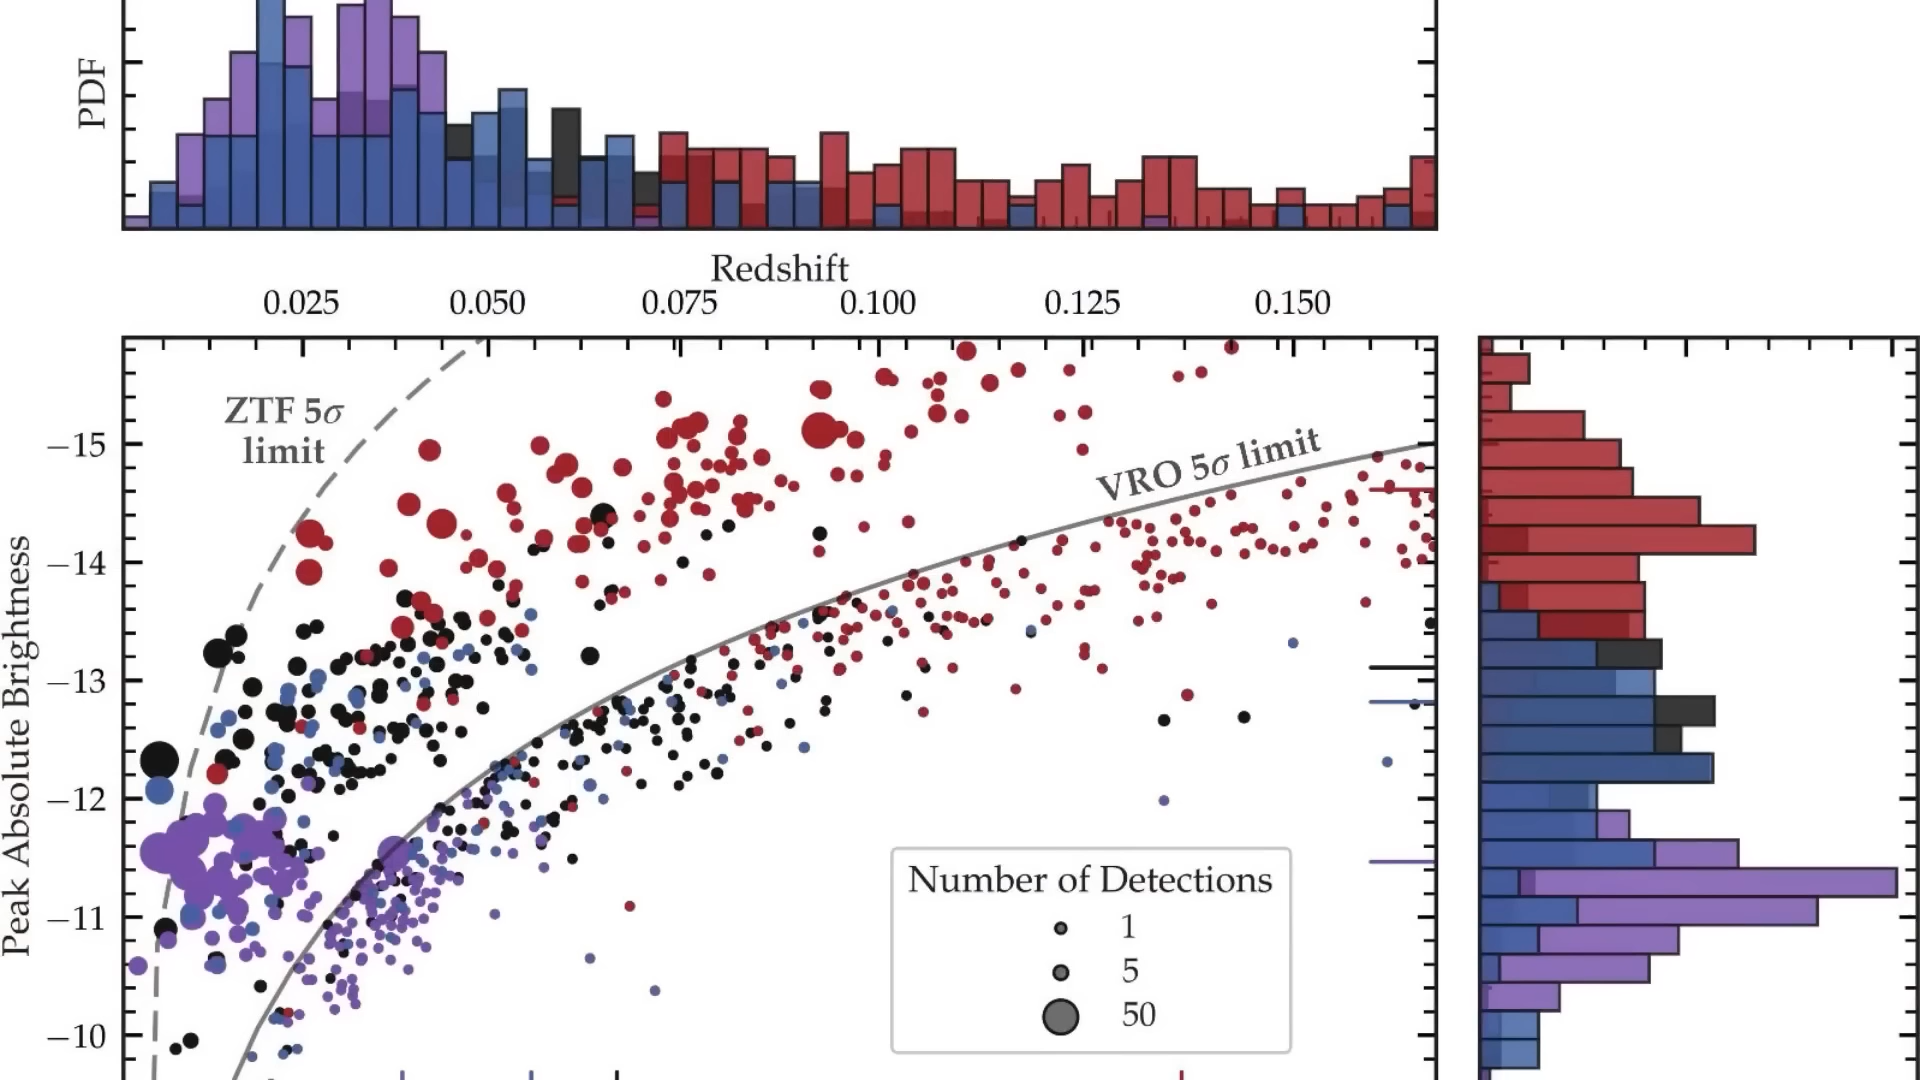 PDF
Redshift
0.025 0.050 0.075 0.100 0.125 0.150
ZTF 5σ
limit
VRO 5σ limit
Peak Absolute Brightness
−15
−14
−13
−12
−11
−10
Number of Detections
1
5
50